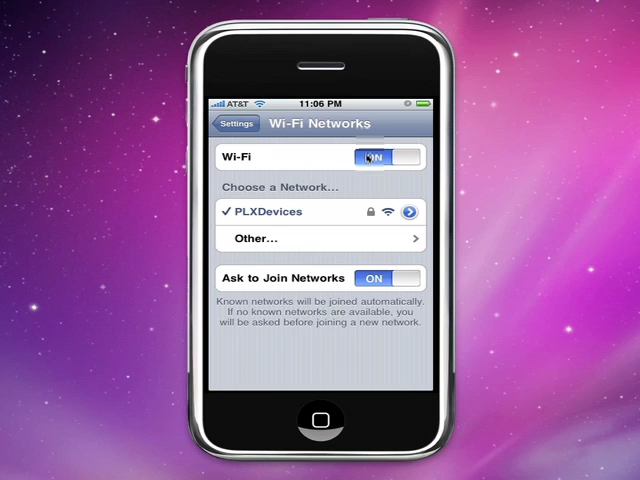 AT&T 11:06 PM
Settings Wi-Fi Networks
Wi-Fi ON
Choose a Network...
PLXDevices
Other...
Ask to Join Networks ON
Known networks will be joined automatically.
If no known networks are available, you
will be asked before joining a new network.